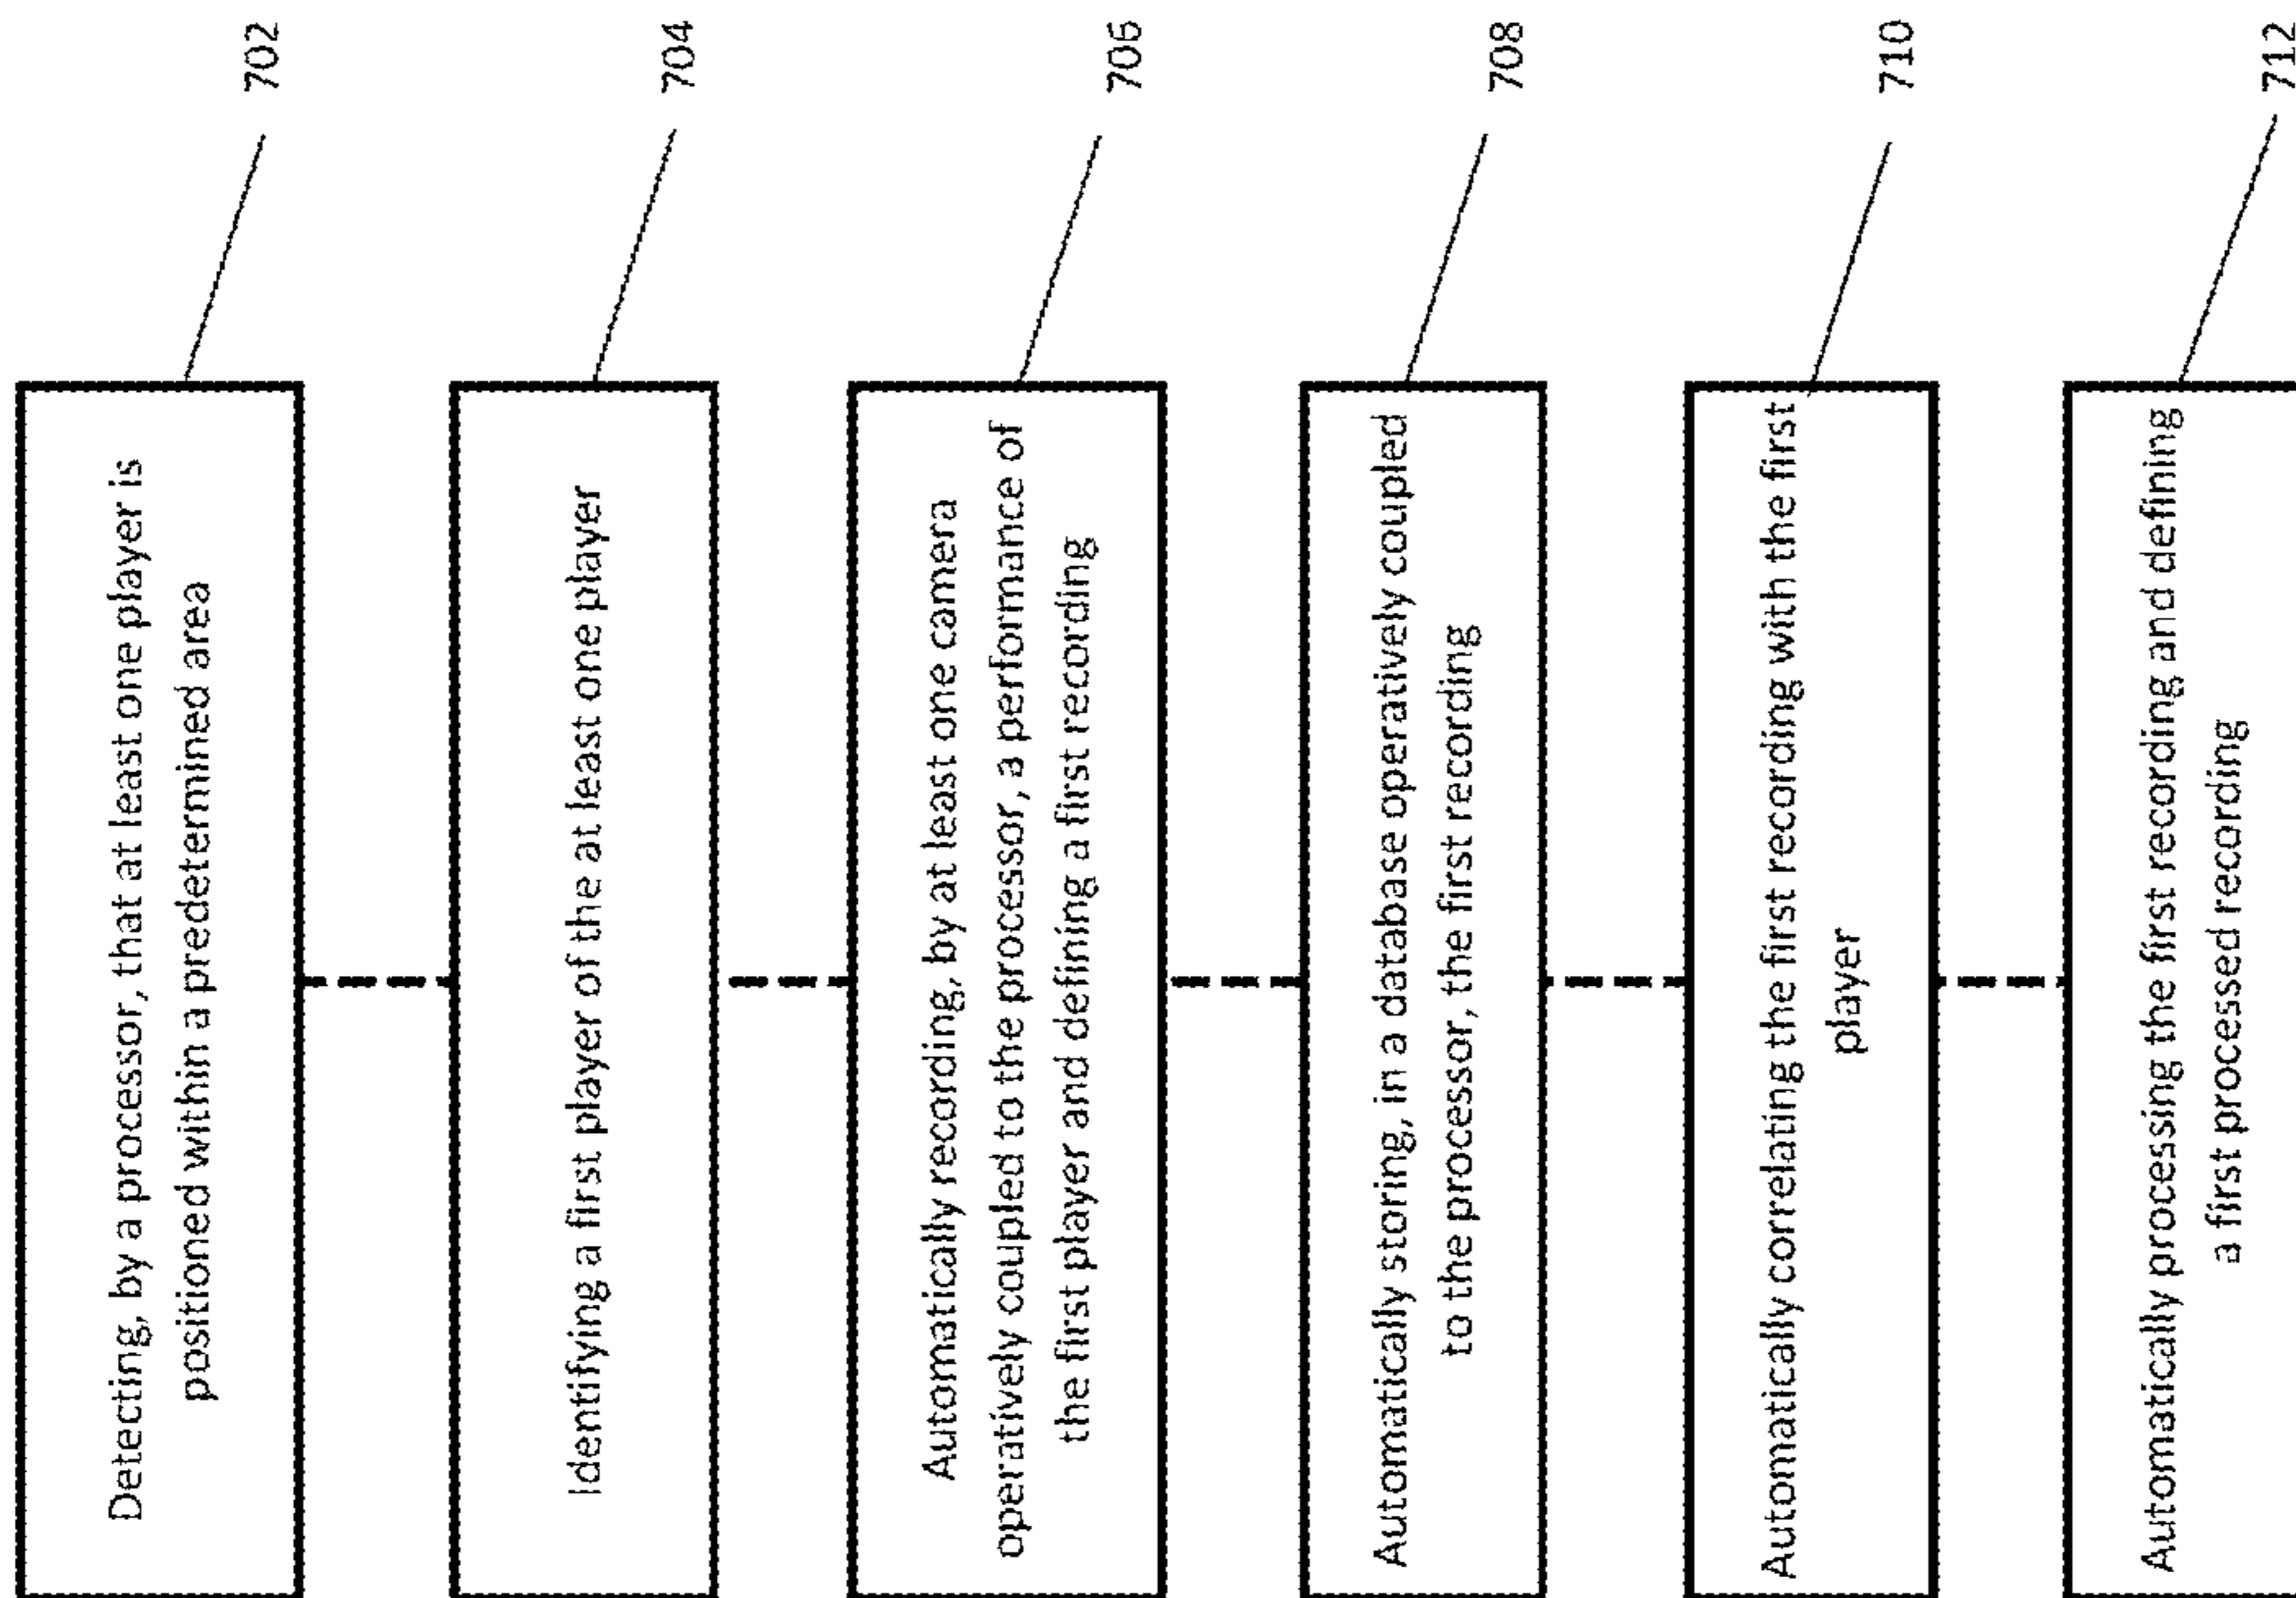 Detecting, by a processor, that at least one player is
positioned within a predetermined area
702
Identifying a first player of the at least one player
704
Automatically recording, by at least one camera
operatively coupled to the processor, a performance of
the first player and defining a first recording
706
Automatically storing, in a database operatively coupled
to the processor, the first recording
708
Automatically correlating the first recording with the first
player
710
Automatically processing the first recording and defining
a first processed recording
712